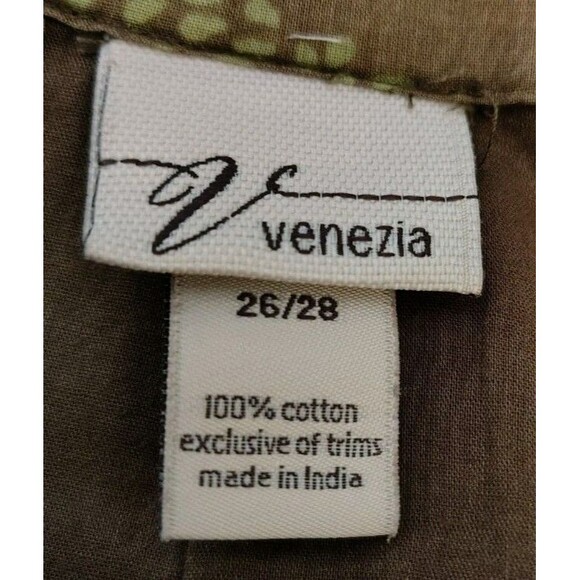 V
venezia
26/28
100% cotton
exclusive of trims
made in India